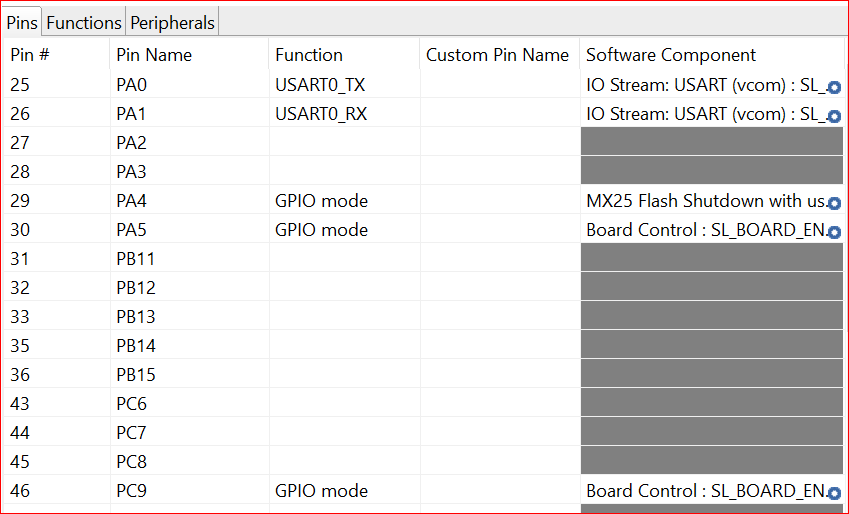 Pins Functions Peripherals
Pin # Pin Name Function Custom Pin Name Software Component
25 PA0 USART0_TX IO Stream: USART (vcom) : SL_..
26 PA1 USART0_RX IO Stream: USART (vcom) : SL_..
27 PA2
28 PA3
29 PA4 GPIO mode MX25 Flash Shutdown with us..
30 PA5 GPIO mode Board Control : SL_BOARD_EN..
31 PB11
32 PB12
33 PB13
35 PB14
36 PB15
43 PC6
44 PC7
45 PC8
46 PC9 GPIO mode Board Control : SL_BOARD_EN..